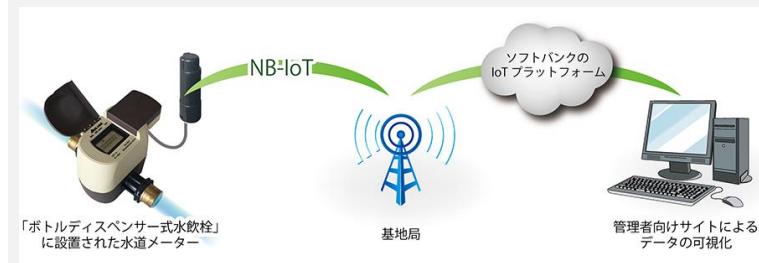 NB-IoT
ソフトバンクの
IoT プラットフォーム
「ボトルディスペンサー式水飲栓」
に設置された水道メーター
基地局
管理者向けサイトによる
データの可視化